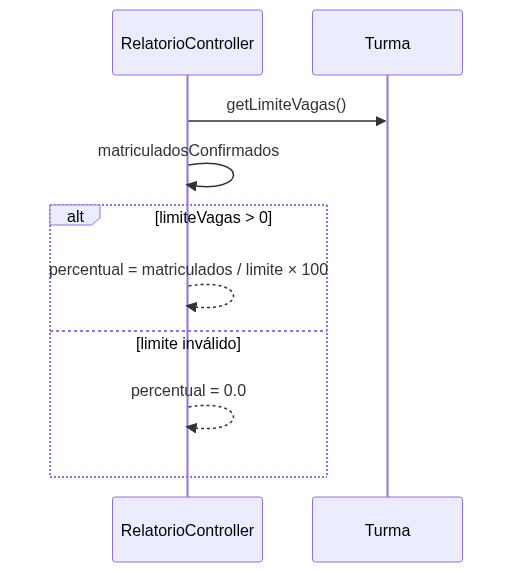 RelatorioController
Turma
getLimiteVagas()
matriculadosConfirmados
alt
[limiteVagas > 0]
percentual = matriculados / limite × 100
[limite inválido]
percentual = 0.0
RelatorioController
Turma